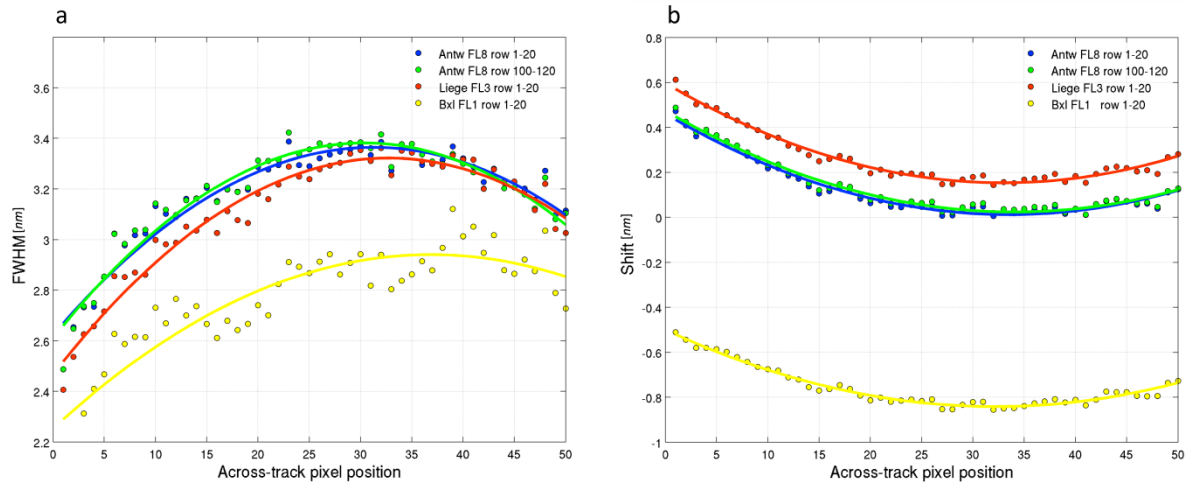 a
FWHM [nm]
3.6
3.4
3.2
3
2.8
2.6
2.4
2.2
0 5 10 15 20 25 30 35 40 45 50
Across-track pixel position
Antw FL8 row 1-20
Antw FL8 row 100-120
Liege FL3 row 1-20
Bxl FL1 row 1-20
b
Shift [nm]
0.8
0.6
0.4
0.2
0
-0.2
-0.4
-0.6
-0.8
-1
0 5 10 15 20 25 30 35 40 45 50
Across-track pixel position
Antw FL8 row 1-20
Antw FL8 row 100-120
Liege FL3 row 1-20
Bxl FL1 row 1-20